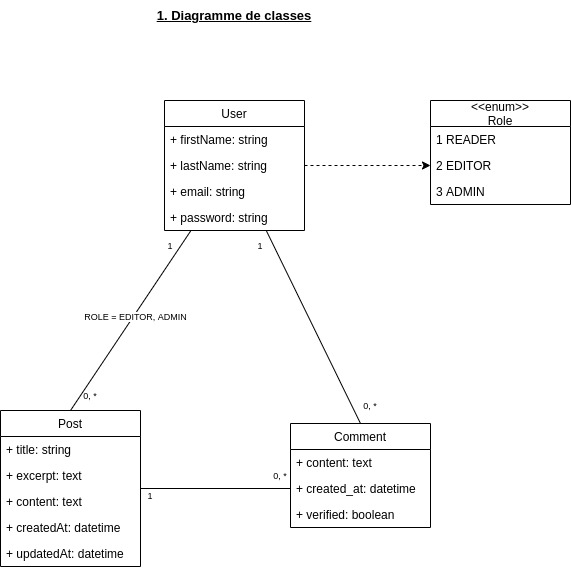 1. Diagramme de classes
User
+ firstName: string
+ lastName: string
+ email: string
+ password: string
<<enum>>
Role
1 READER
2 EDITOR
3 ADMIN
1
1
ROLE = EDITOR, ADMIN
0, *
0, *
Post
+ title: string
+ excerpt: text
+ content: text
+ createdAt: datetime
+ updatedAt: datetime
1
0, *
Comment
+ content: text
+ created_at: datetime
+ verified: boolean